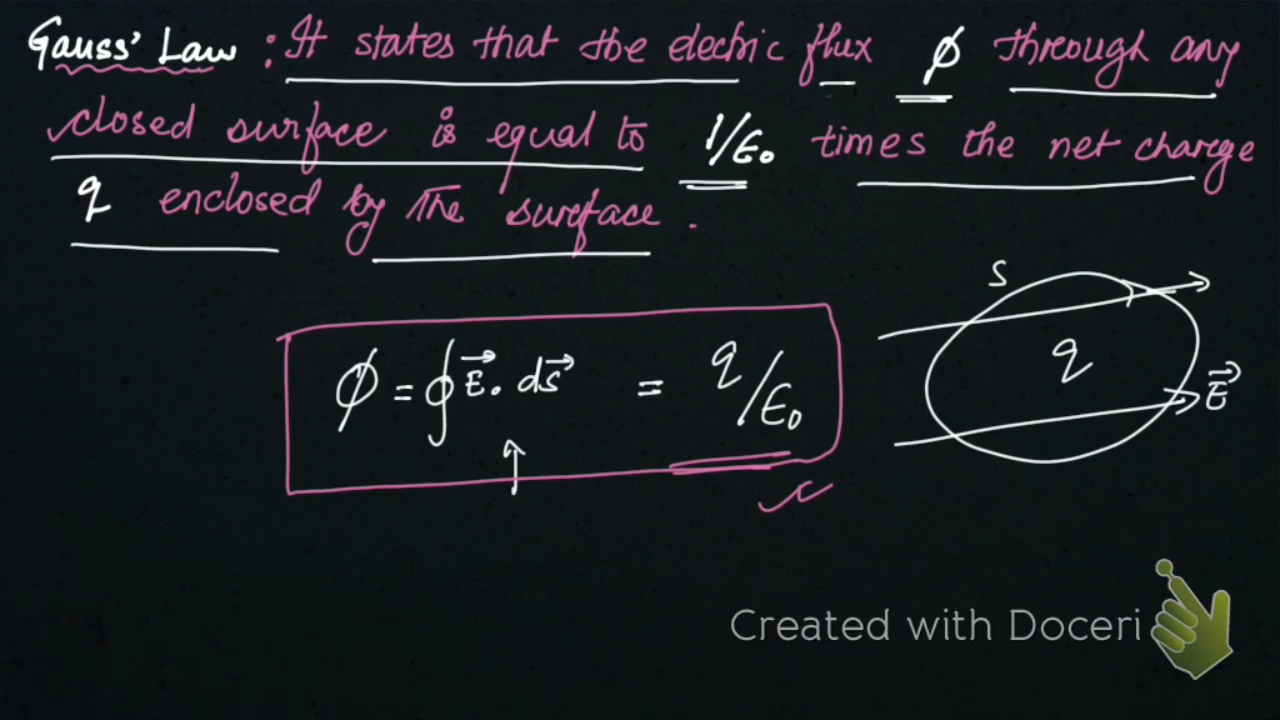 Gauss' Law : It states that the electric flux ϕ through any
closed surface is equal to 1/ε₀ times the net charge
q enclosed by the surface .
S
q
E⃗
ϕ = ∮ E⃗ . ds⃗ = q/ε₀
Created with Doceri